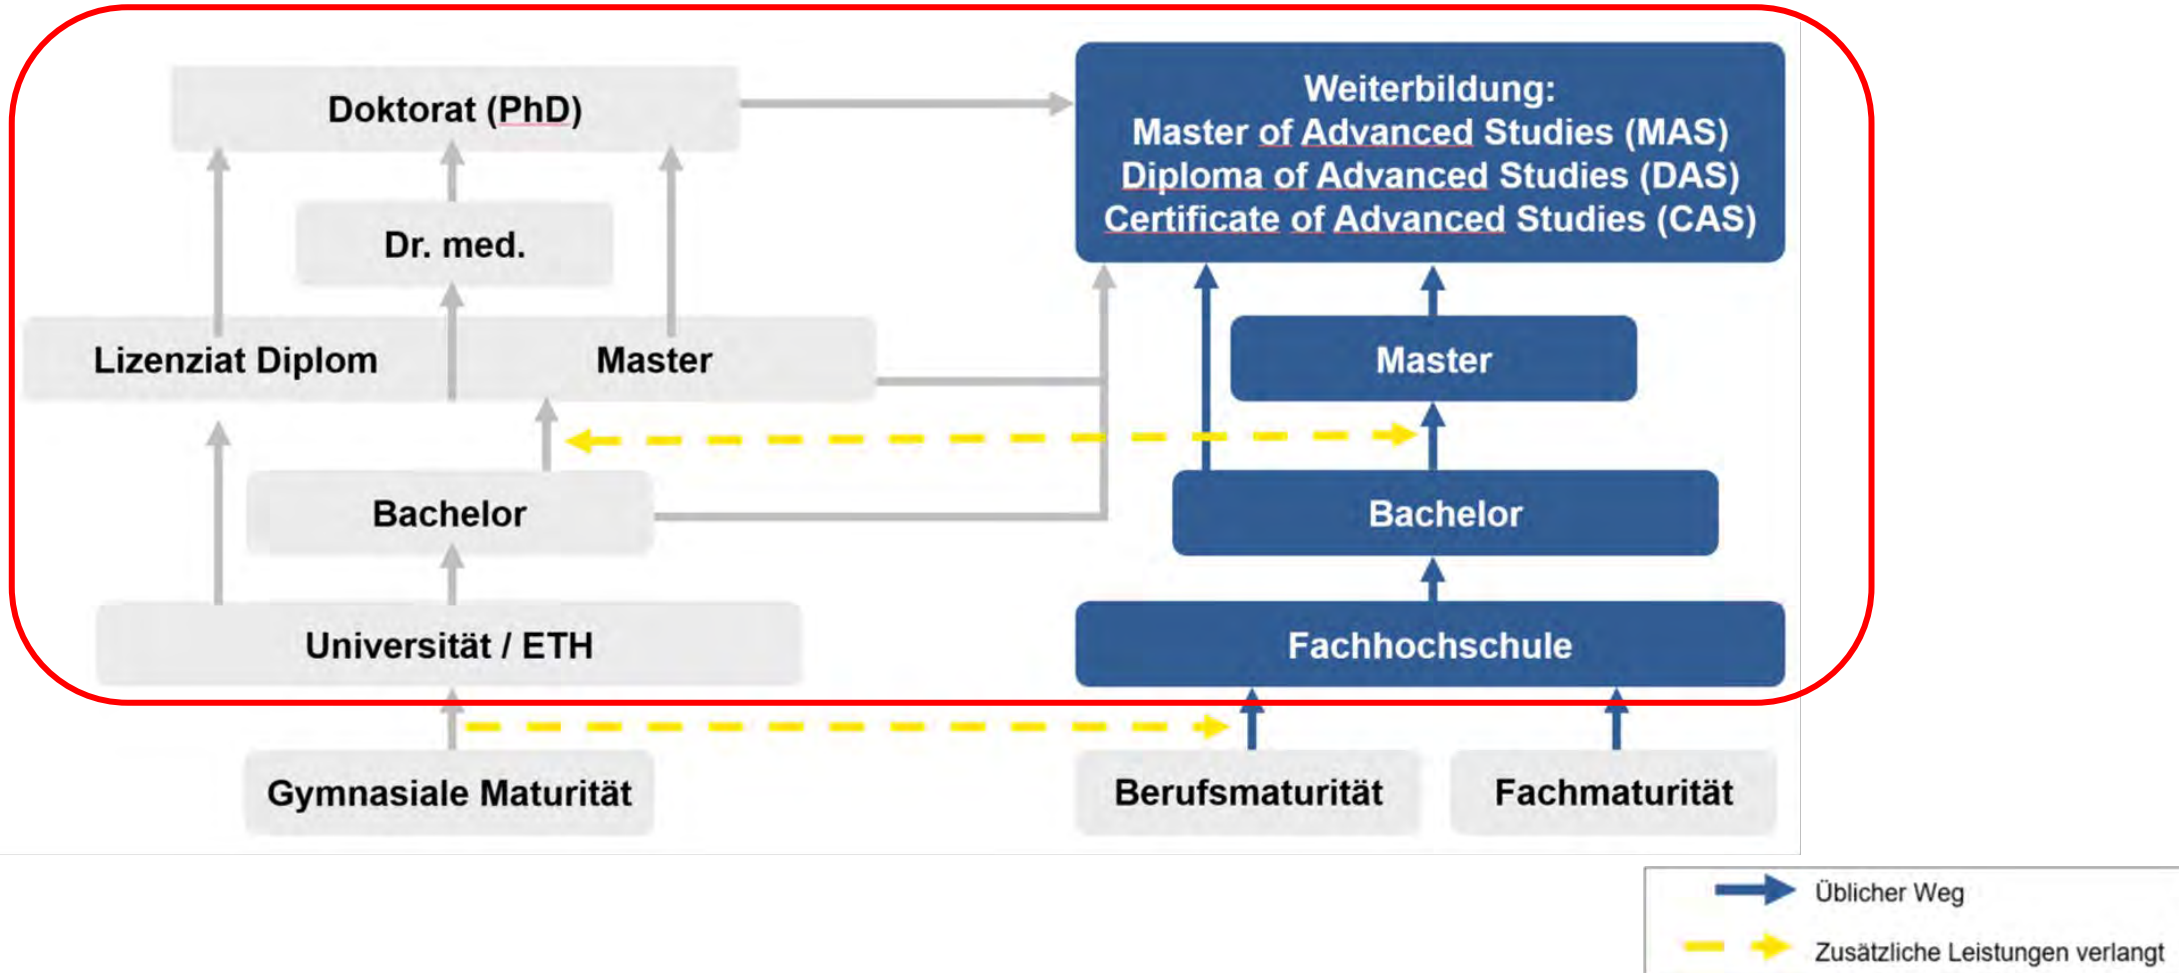 Doktorat (PhD)
Weiterbildung:
Master of Advanced Studies (MAS)
Diploma of Advanced Studies (DAS)
Certificate of Advanced Studies (CAS)
Dr. med.
Lizenziat Diplom
Master
Master
Bachelor
Bachelor
Universität / ETH
Fachhochschule
Gymnasiale Maturität
Berufsmaturität
Fachmaturität
Üblicher Weg
Zusätzliche Leistungen verlangt